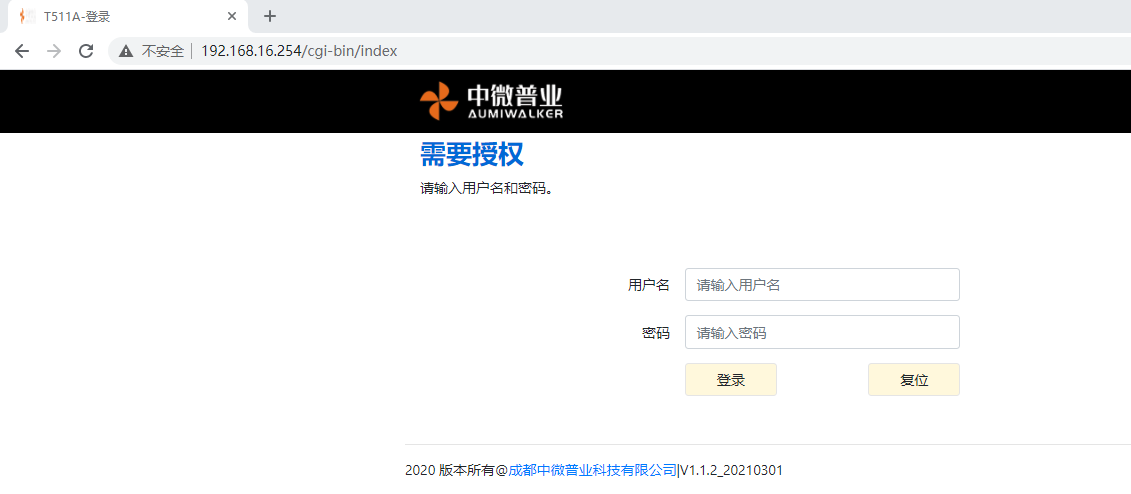 T511A-登录
不安全 | 192.168.16.254/cgi-bin/index
中微普业
AUMIWALKER
需要授权
请输入用户名和密码。
用户名 请输入用户名
密码 请输入密码
登录 复位
2020 版本所有@成都中微普业科技有限公司|V1.1.2_20210301